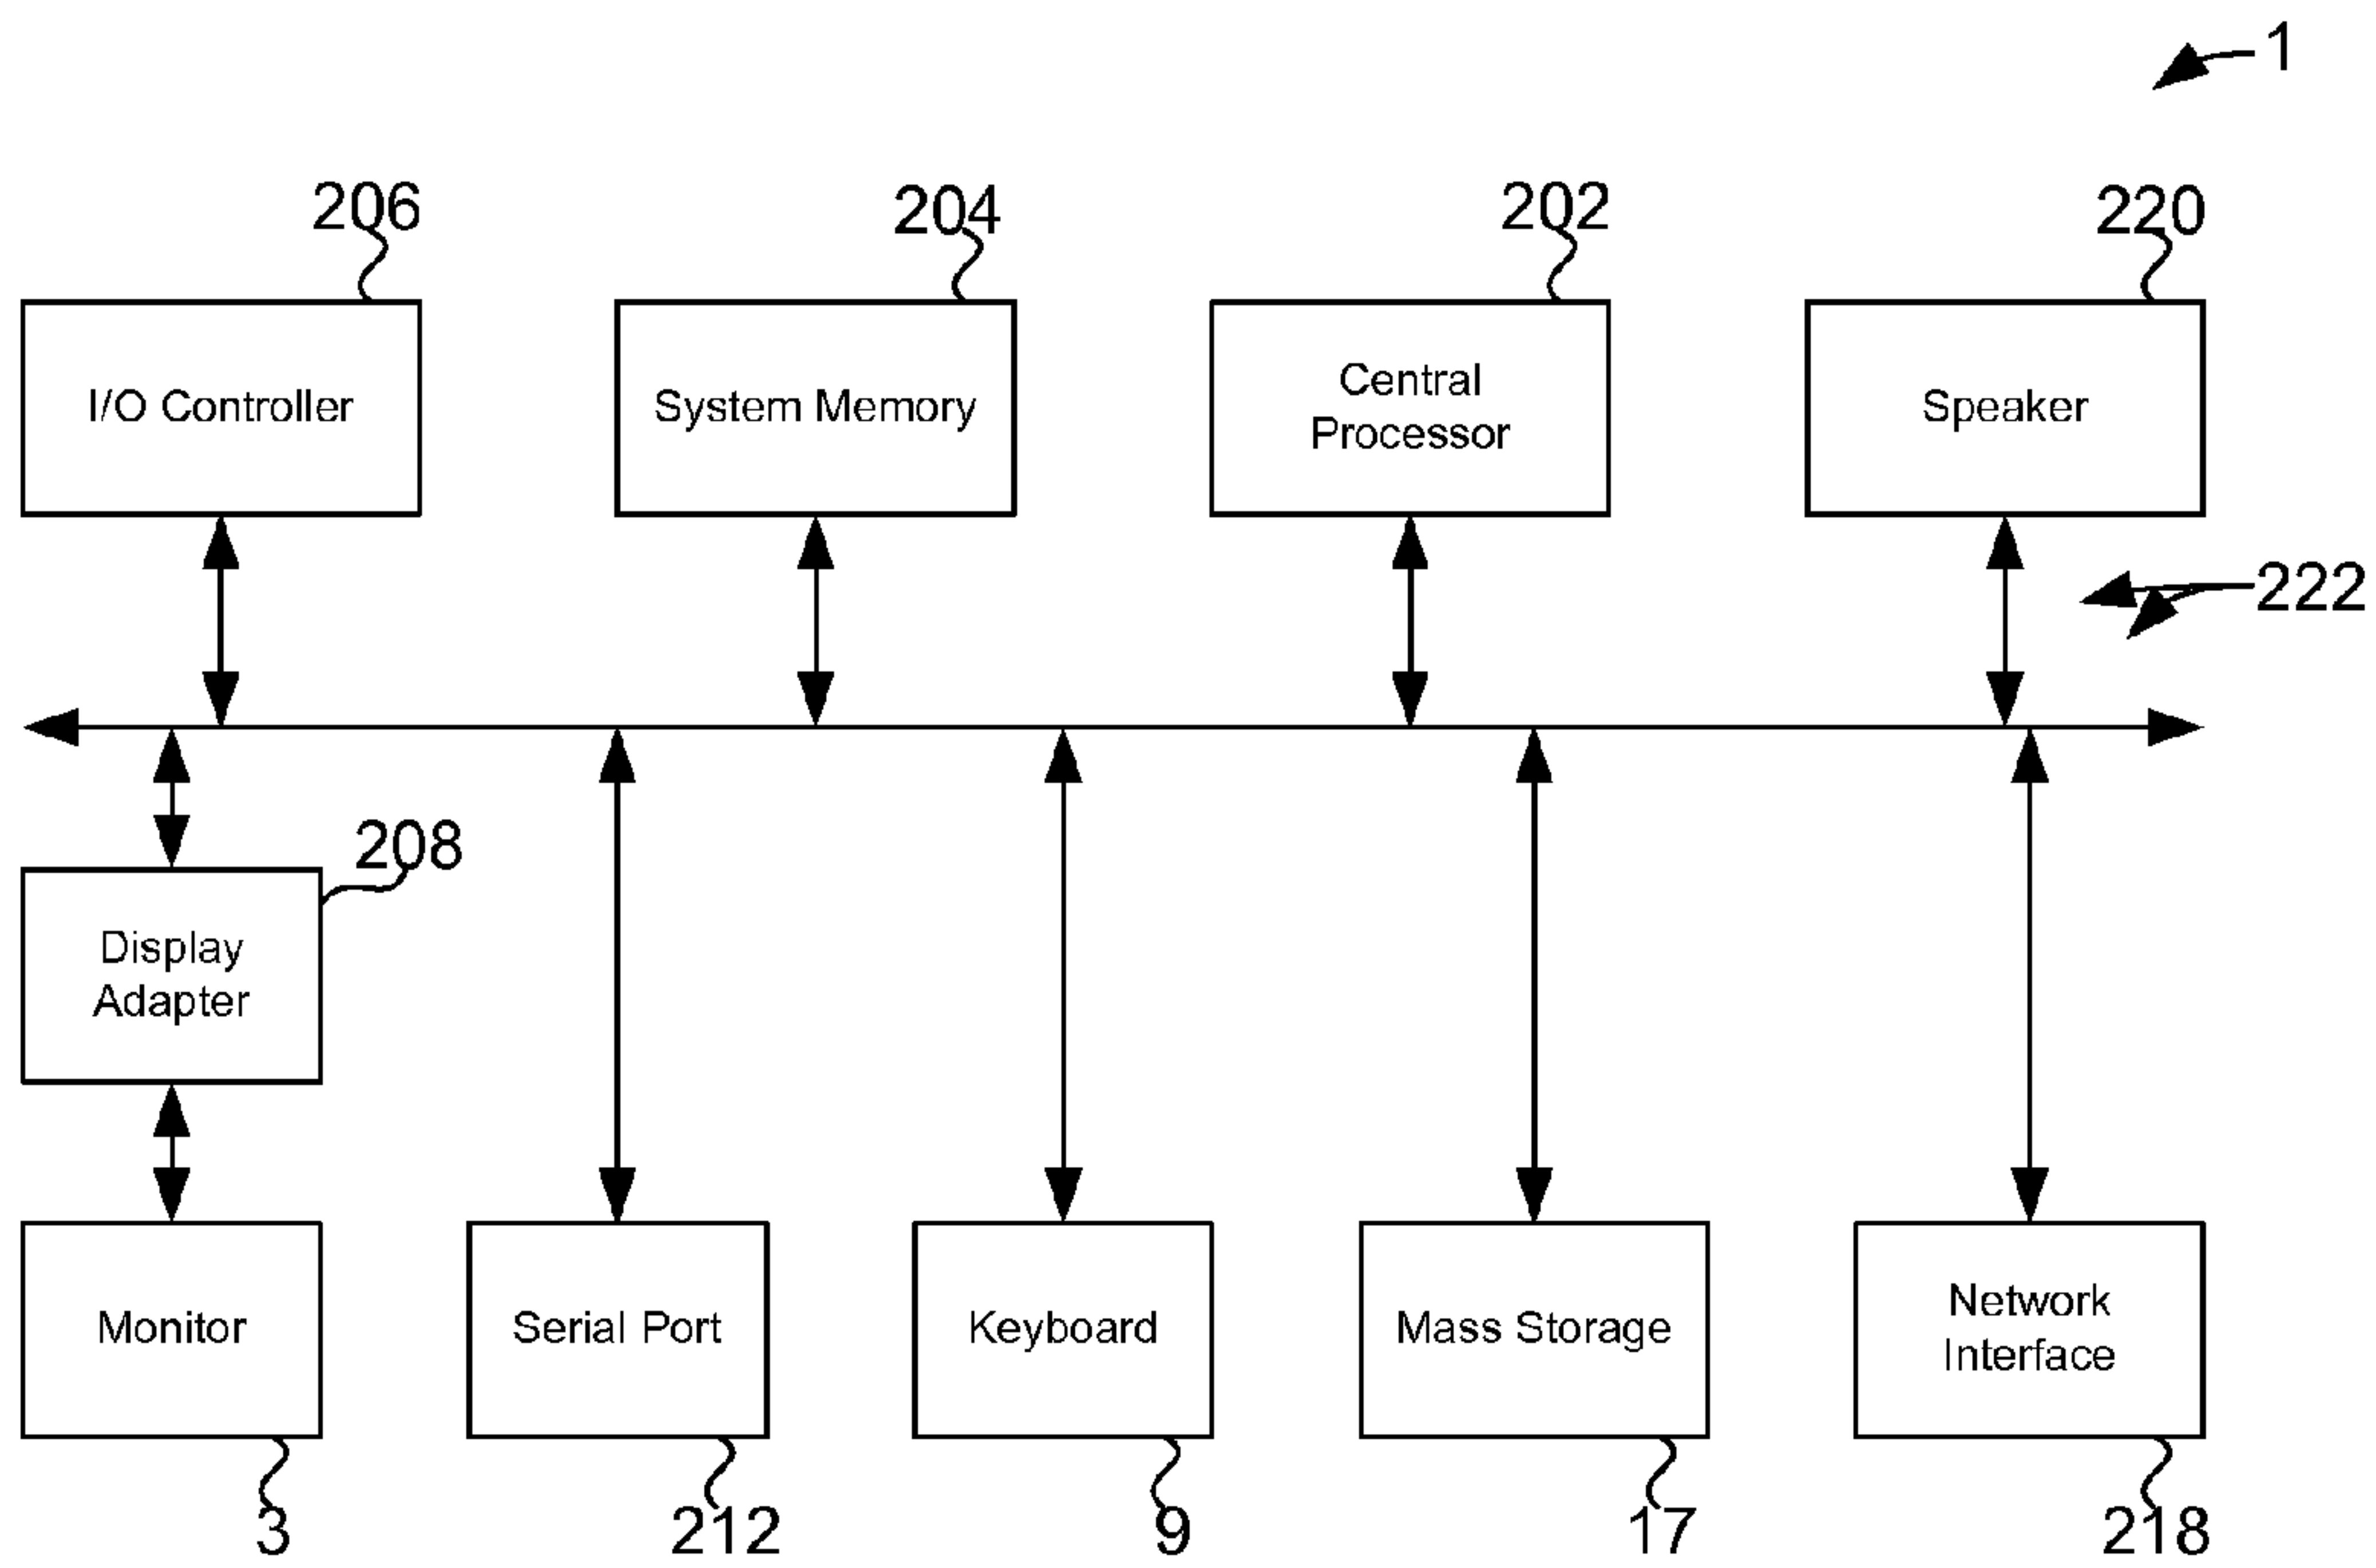 1
206
204
202
220
I/O Controller
System Memory
Central
Processor
Speaker
222
208
Display
Adapter
Monitor
Serial Port
Keyboard
Mass Storage
Network
Interface
3
212
9
17
218